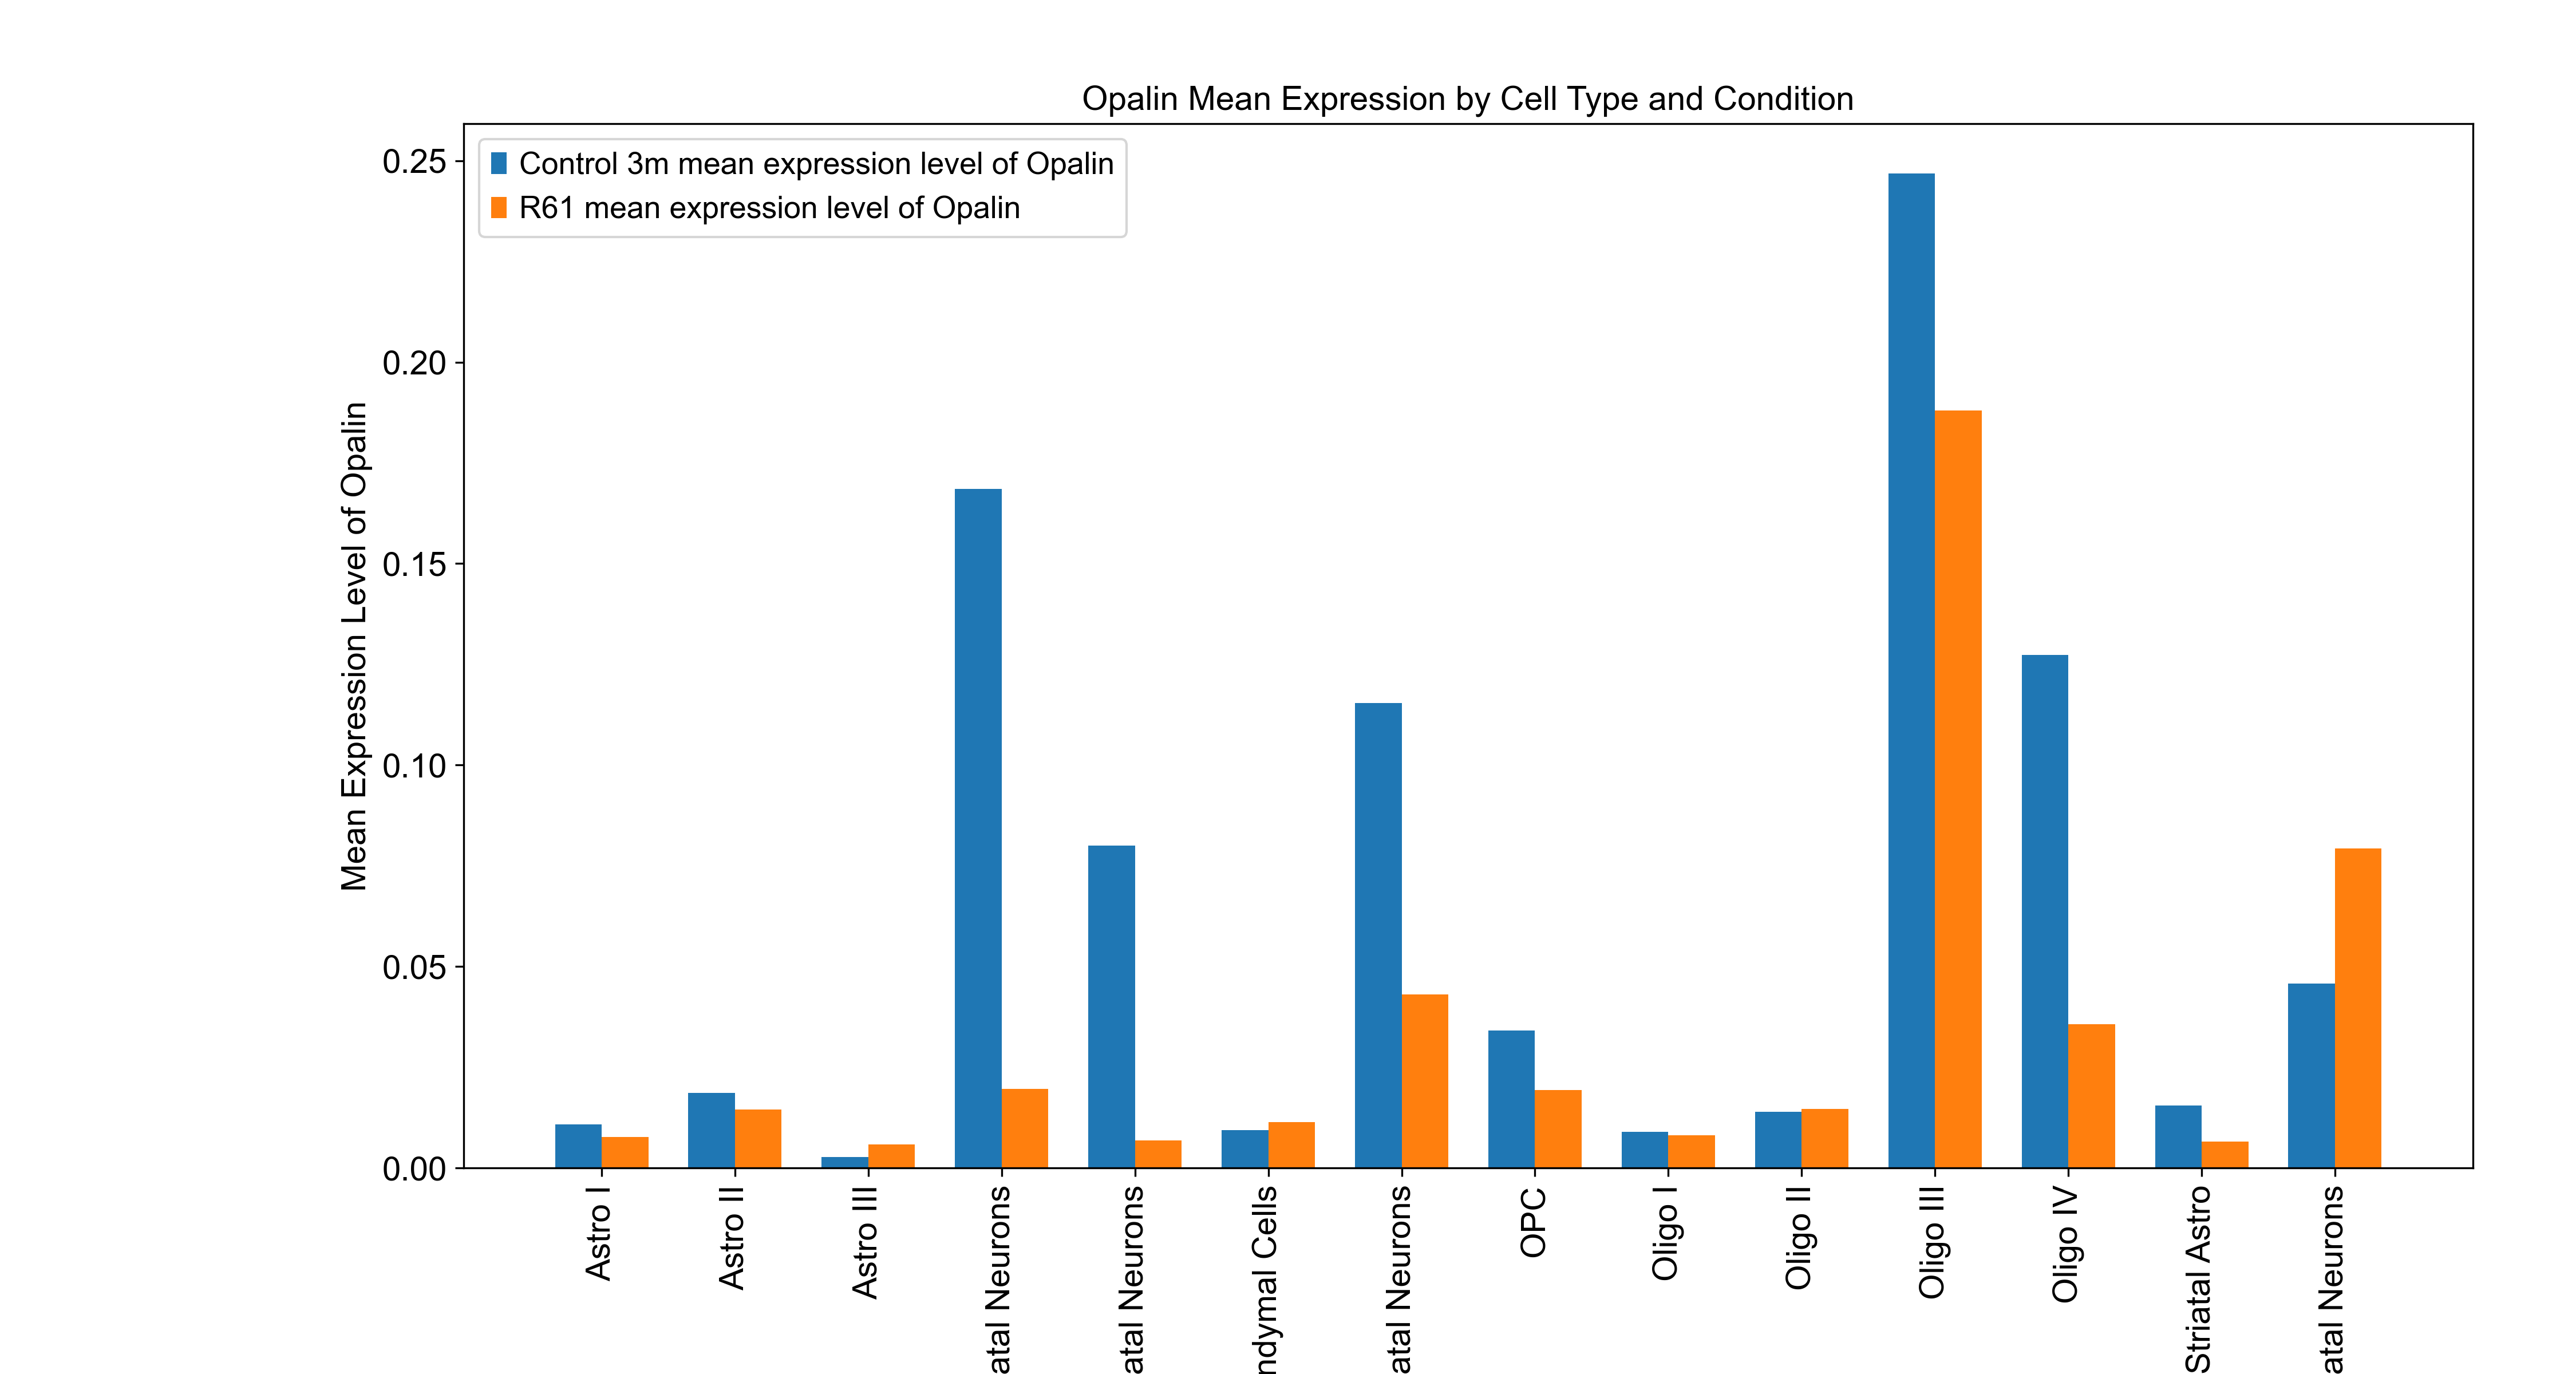 Opalin Mean Expression by Cell Type and Condition
Control 3m mean expression level of Opalin
R61 mean expression level of Opalin
Mean Expression Level of Opalin
0.25
0.20
0.15
0.10
0.05
0.00
Astro I
Astro II
Astro III
atal Neurons
atal Neurons
ndymal Cells
atal Neurons
OPC
Oligo I
Oligo II
Oligo III
Oligo IV
Striatal Astro
atal Neurons